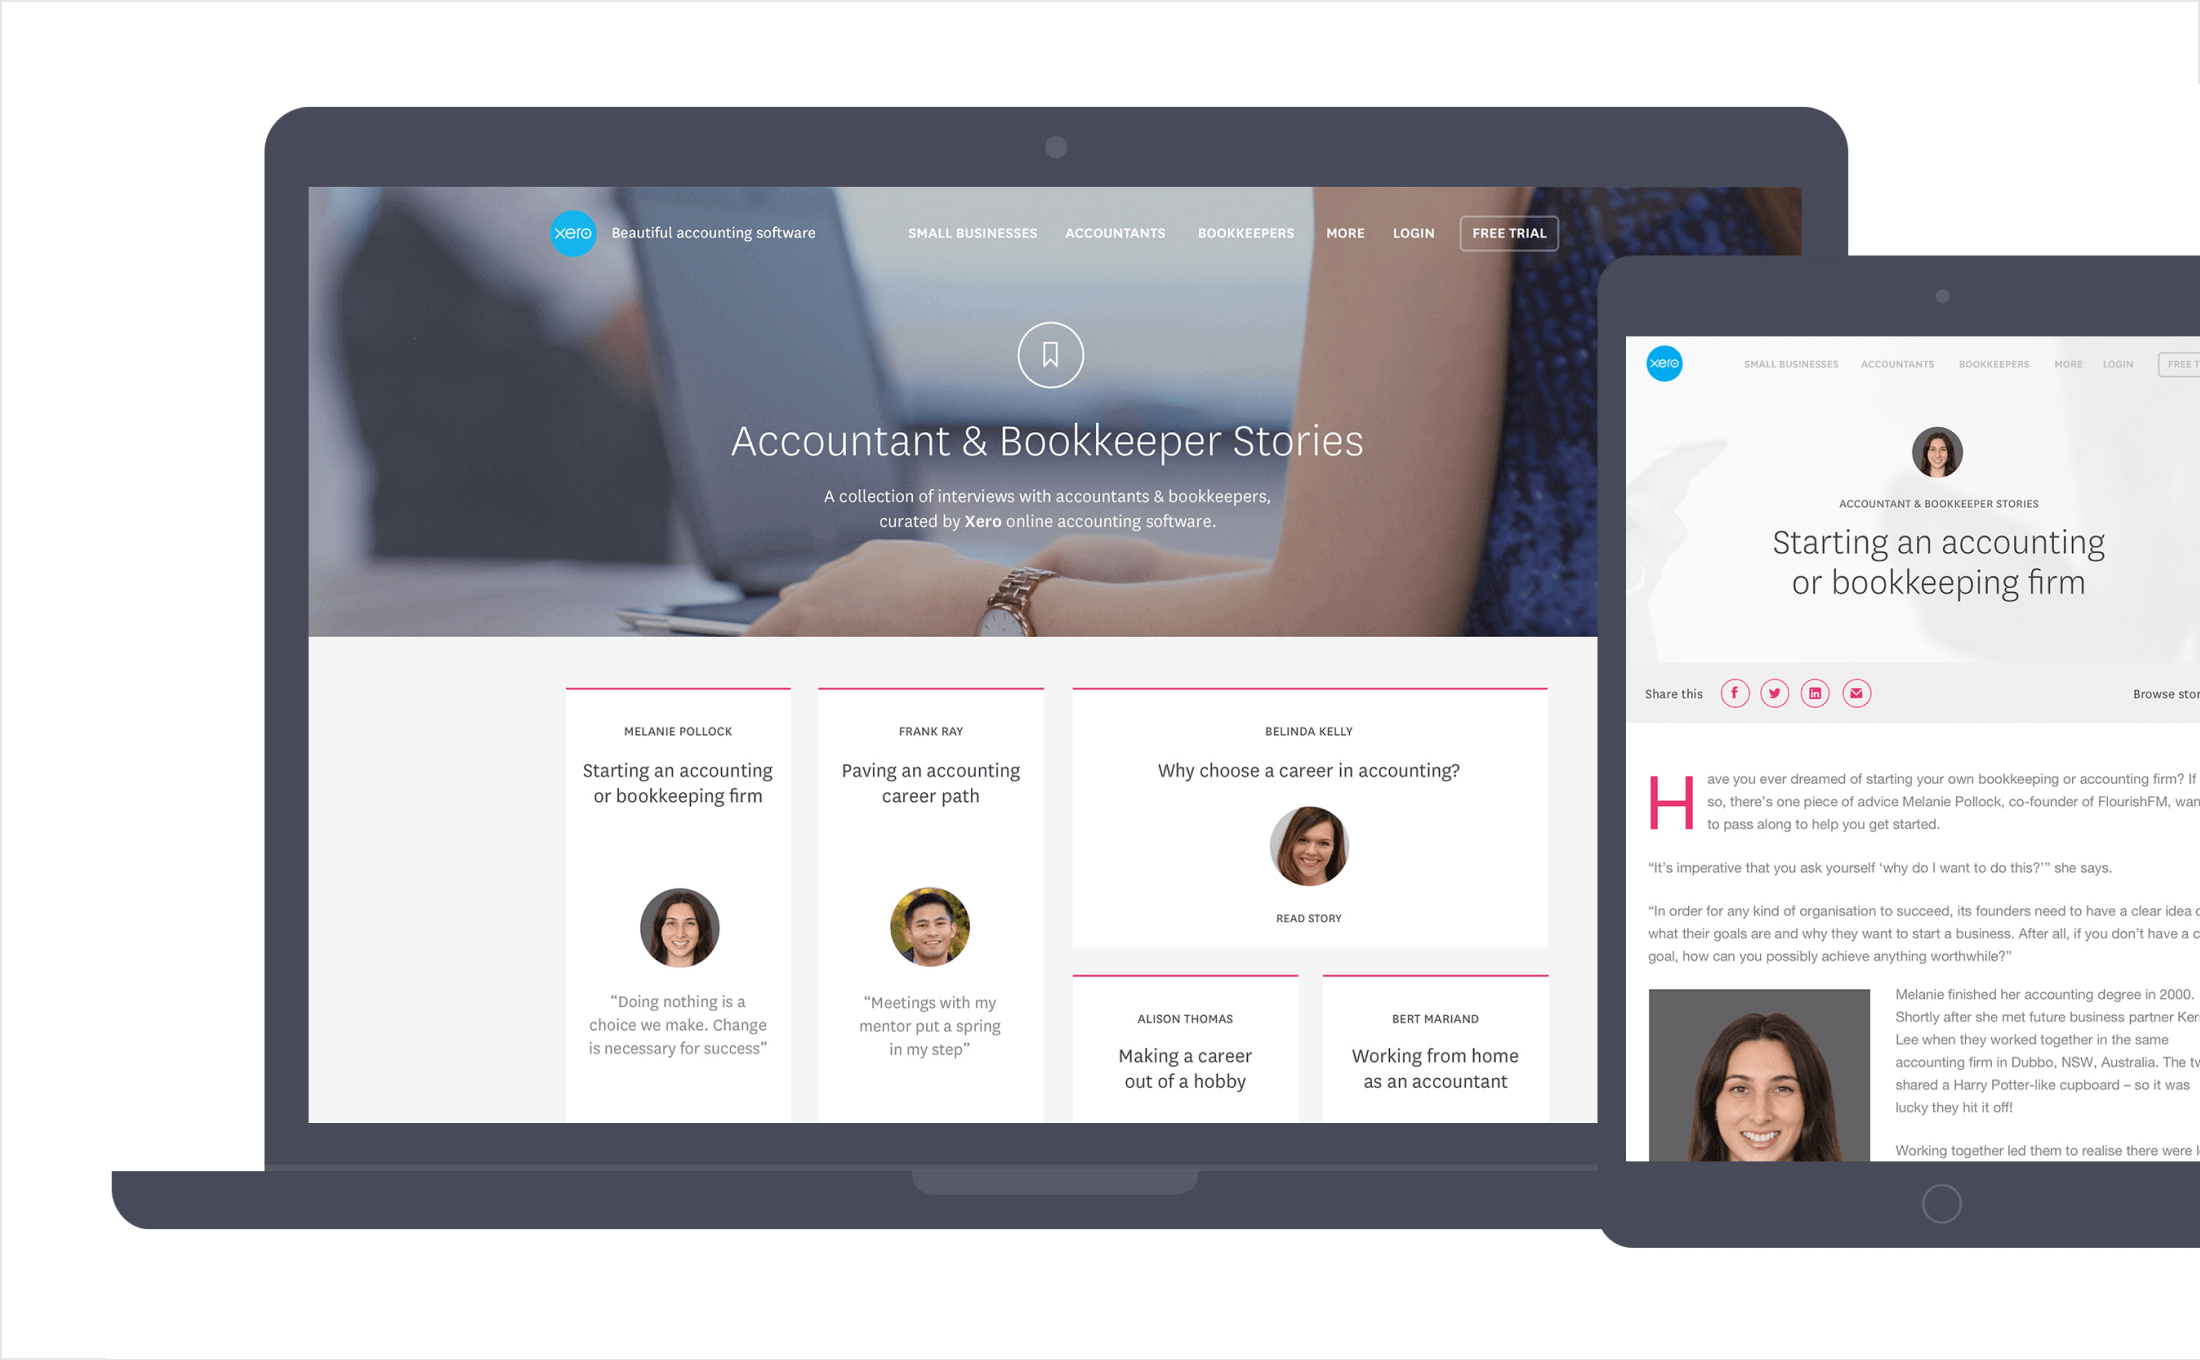 xero Beautiful accounting software SMALL BUSINESSES ACCOUNTANTS BOOKKEEPERS MORE LOGIN FREE TRIAL
Accountant & Bookkeeper Stories
A collection of interviews with accountants & bookkeepers,
curated by Xero online accounting software.
MELANIE POLLOCK
Starting an accounting
or bookkeeping firm
“Doing nothing is a
choice we make. Change
is necessary for success”
FRANK RAY
Paving an accounting
career path
“Meetings with my
mentor put a spring
in my step”
BELINDA KELLY
Why choose a career in accounting?
READ STORY
ALISON THOMAS
Making a career
out of a hobby
BERT MARIAND
Working from home
as an accountant
xero SMALL BUSINESSES ACCOUNTANTS BOOKKEEPERS MORE LOGIN FREE
ACCOUNTANT & BOOKKEEPER STORIES
Starting an accounting
or bookkeeping firm
Share this Browse
Have you ever dreamed of starting your own bookkeeping or accounting firm? If
so, there’s one piece of advice Melanie Pollock, co-founder of FlourishFM,
to pass along to help you get started.
“It’s imperative that you ask yourself ‘why do I want to do this?’” she says.
“In order for any kind of organisation to succeed, its founders need to have a clear idea
what their goals are and why they want to start a business. After all, if you don’t have a
goal, how can you possibly achieve anything worthwhile?”
Melanie finished her accounting degree in 2000.
Shortly after she met future business partner
Lee when they worked together in the same
accounting firm in Dubbo, NSW, Australia. The
shared a Harry Potter-like cupboard – so it was
lucky they hit it off!
Working together led them to realise there were